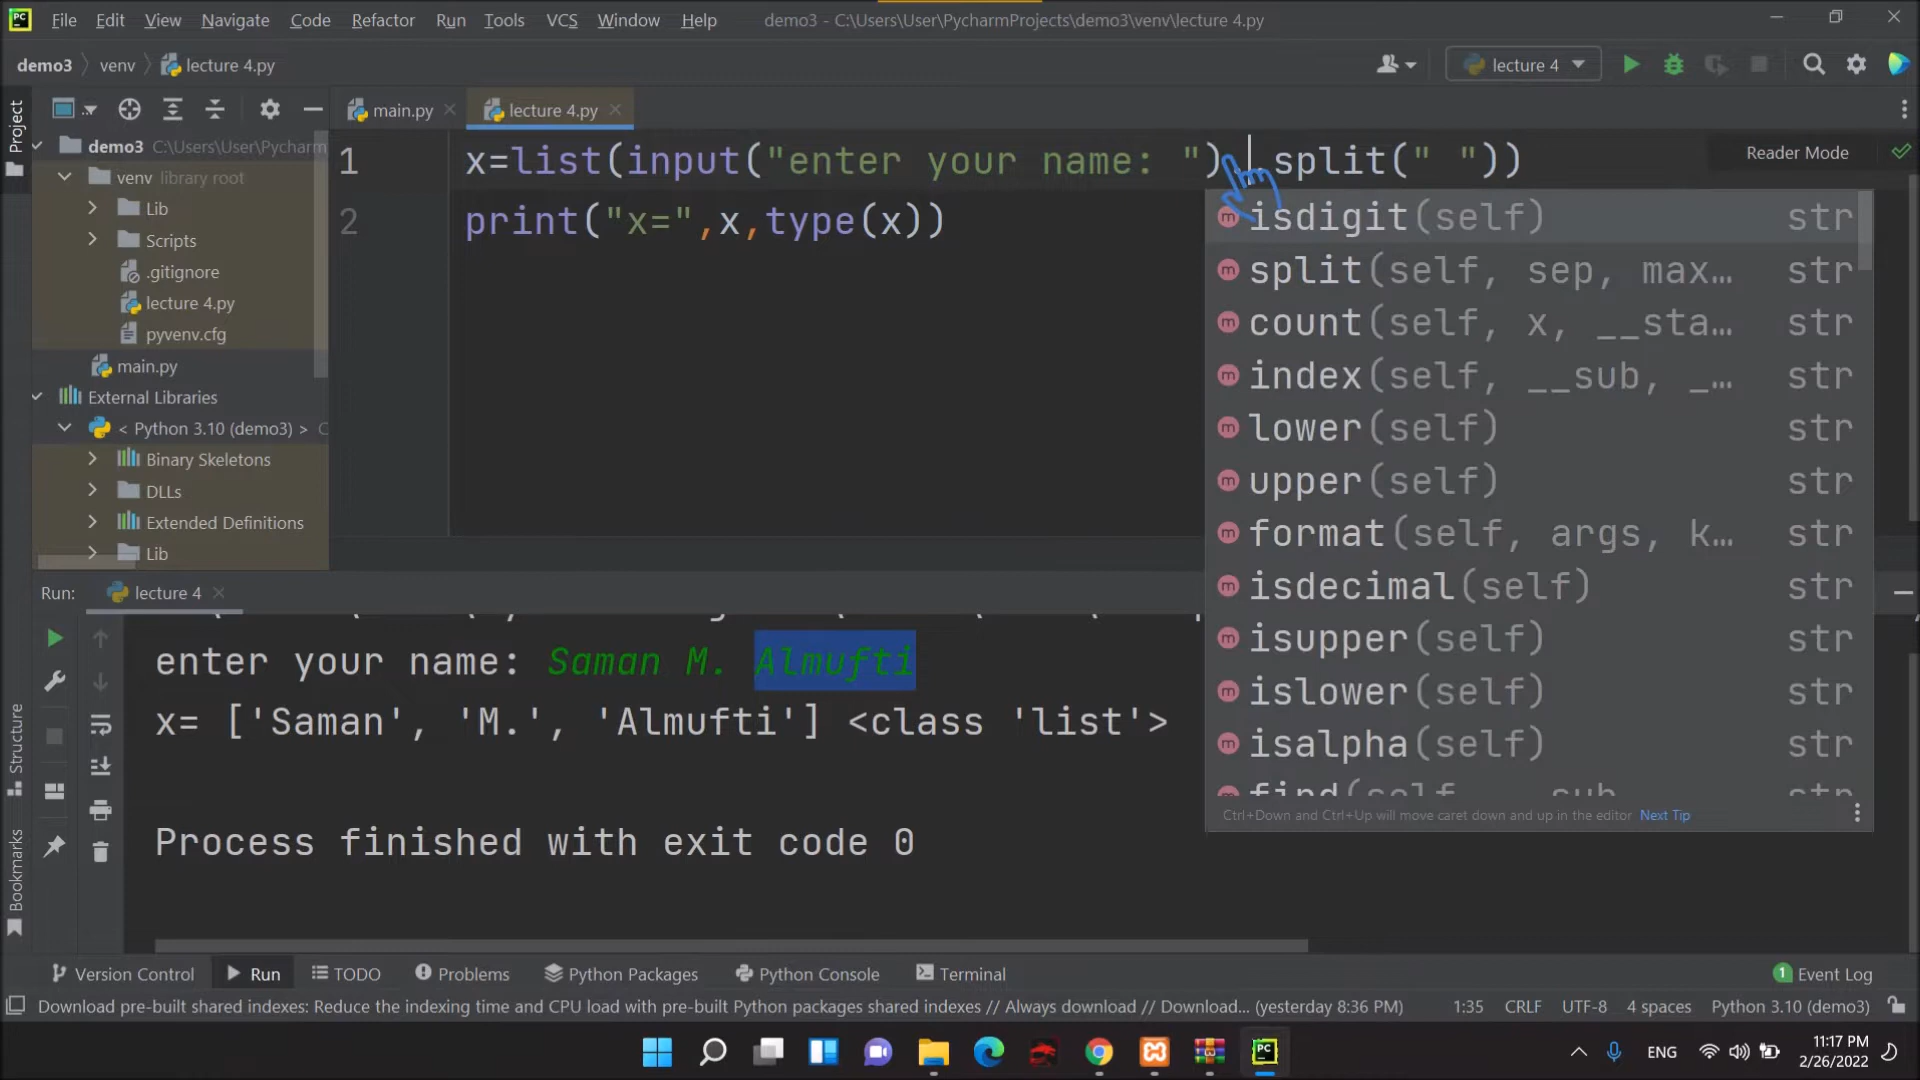 File Edit View Navigate Code Refactor Run Tools VCS Window Help demo3 - C:\Users\User\PycharmProjects\demo3\venv\lecture 4.py
demo3 venv lecture 4.py lecture 4
Project
main.py lecture 4.py
demo3 C:\Users\User\Pycharm
venv library root
Lib
Scripts
.gitignore
lecture 4.py
pyvenv.cfg
main.py
External Libraries
< Python 3.10 (demo3) > C
Binary Skeletons
DLLs
Extended Definitions
Lib
1 x=list(input("enter your name: ") split(" "))
2 print("x=",x,type(x))
Reader Mode
isdigit(self) str
split(self, sep, max… str
count(self, x, __sta… str
index(self, __sub, _… str
lower(self) str
upper(self) str
format(self, args, k… str
isdecimal(self) str
isupper(self) str
islower(self) str
isalpha(self) str
Ctrl+Down and Ctrl+Up will move caret down and up in the editor Next Tip
Run: lecture 4
enter your name: Saman M. Almufti
x= ['Saman', 'M.', 'Almufti'] <class 'list'>
Process finished with exit code 0
Structure
Bookmarks
Version Control Run TODO Problems Python Packages Python Console Terminal 1 Event Log
Download pre-built shared indexes: Reduce the indexing time and CPU load with pre-built Python packages shared indexes // Always download // Download... (yesterday 8:36 PM) 1:35 CRLF UTF-8 4 spaces Python 3.10 (demo3)
ENG
11:17 PM
2/26/2022